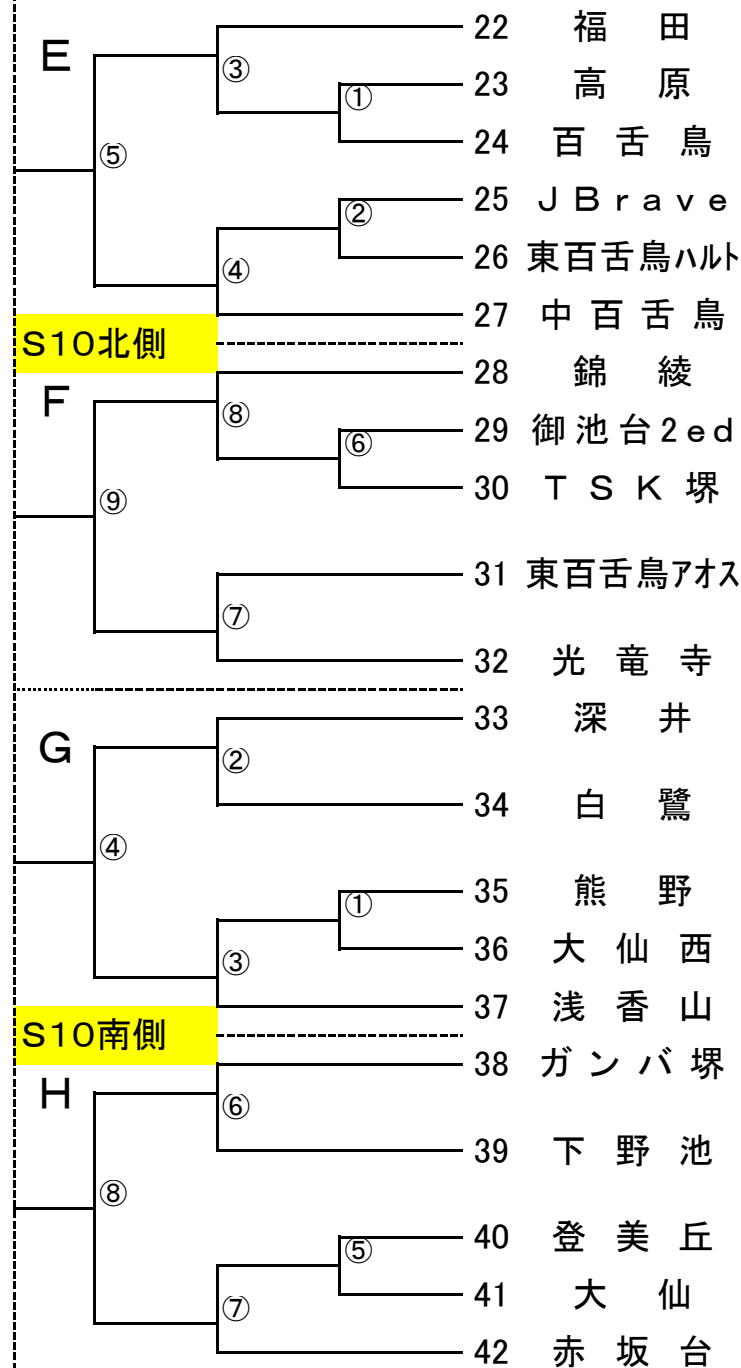 E
22 福田
③
23 高原
①
24 百舌鳥
⑤
25 JBrave
②
26 東百舌鳥ハルト
④
27 中百舌鳥
S10北側
28 錦綾
F
⑧
29 御池台2ed
⑥
30 TSK堺
⑨
31 東百舌鳥アオス
⑦
32 光竜寺
33 深井
G
②
34 白鷺
④
35 熊野
①
36 大仙西
③
37 浅香山
S10南側
38 ガンバ堺
H
⑥
39 下野池
⑧
40 登美丘
⑤
41 大仙
⑦
42 赤坂台